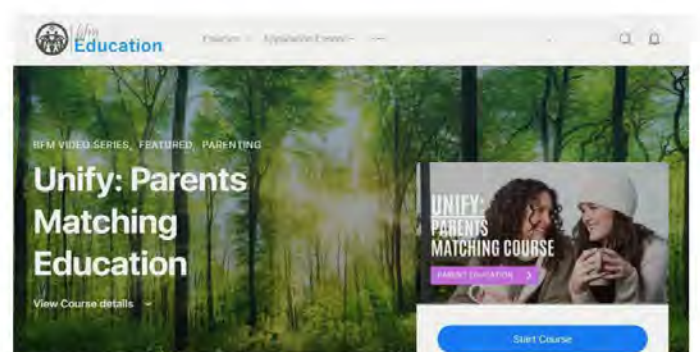 bfm
Education
Courses
BFM VIDEO SERIES, FEATURED, PARENTING
Unify: Parents
Matching
Education
View Course details
UNIFY:
PARENTS
MATCHING COURSE
PARENT EDUCATION
Start Course